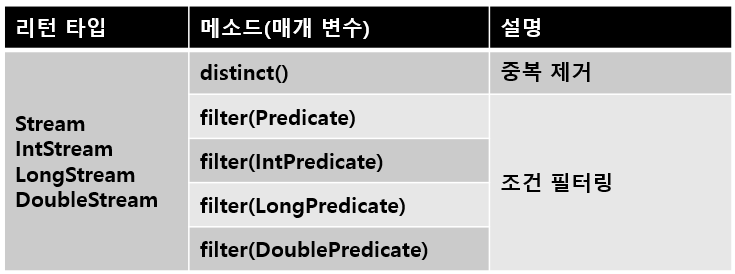 리턴 타입
메소드(매개 변수)
설명
Stream
IntStream
LongStream
DoubleStream
distinct()
중복 제거
filter(Predicate)
filter(IntPredicate)
filter(LongPredicate)
filter(DoublePredicate)
조건 필터링